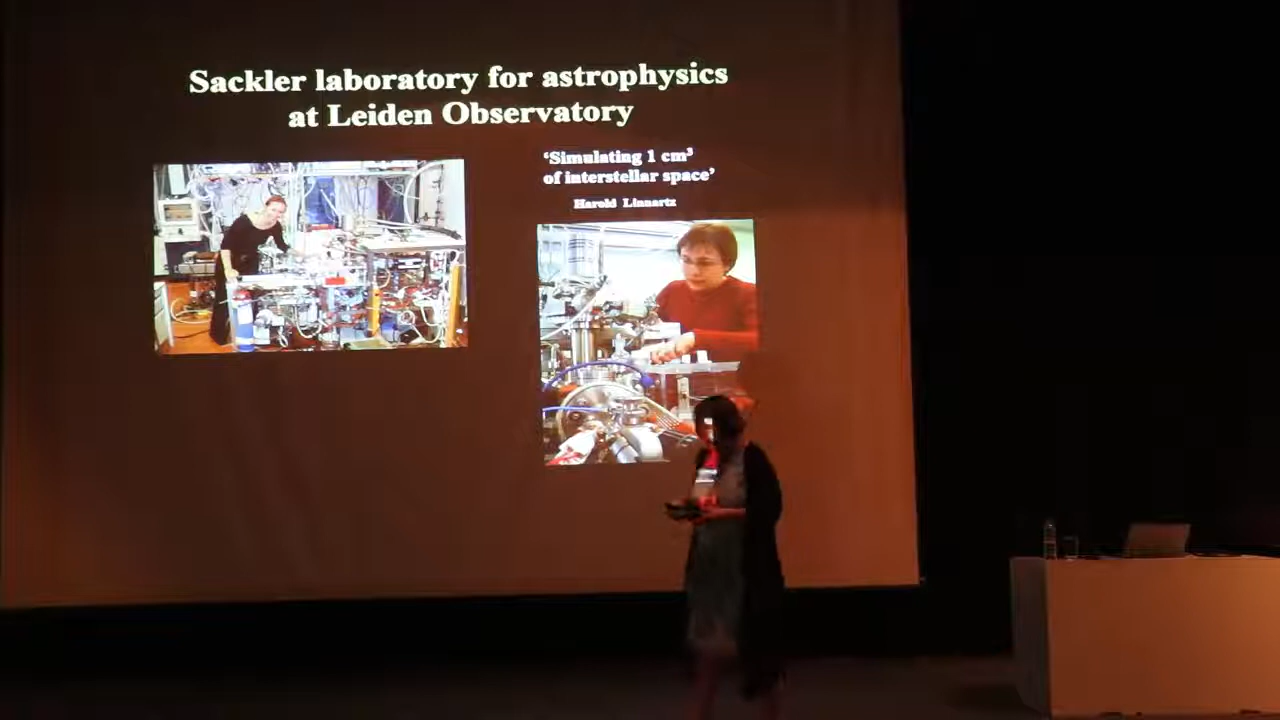 Sackler laboratory for astrophysics
at Leiden Observatory
‘Simulating 1 cm³
of interstellar space’
Harold Linnartz